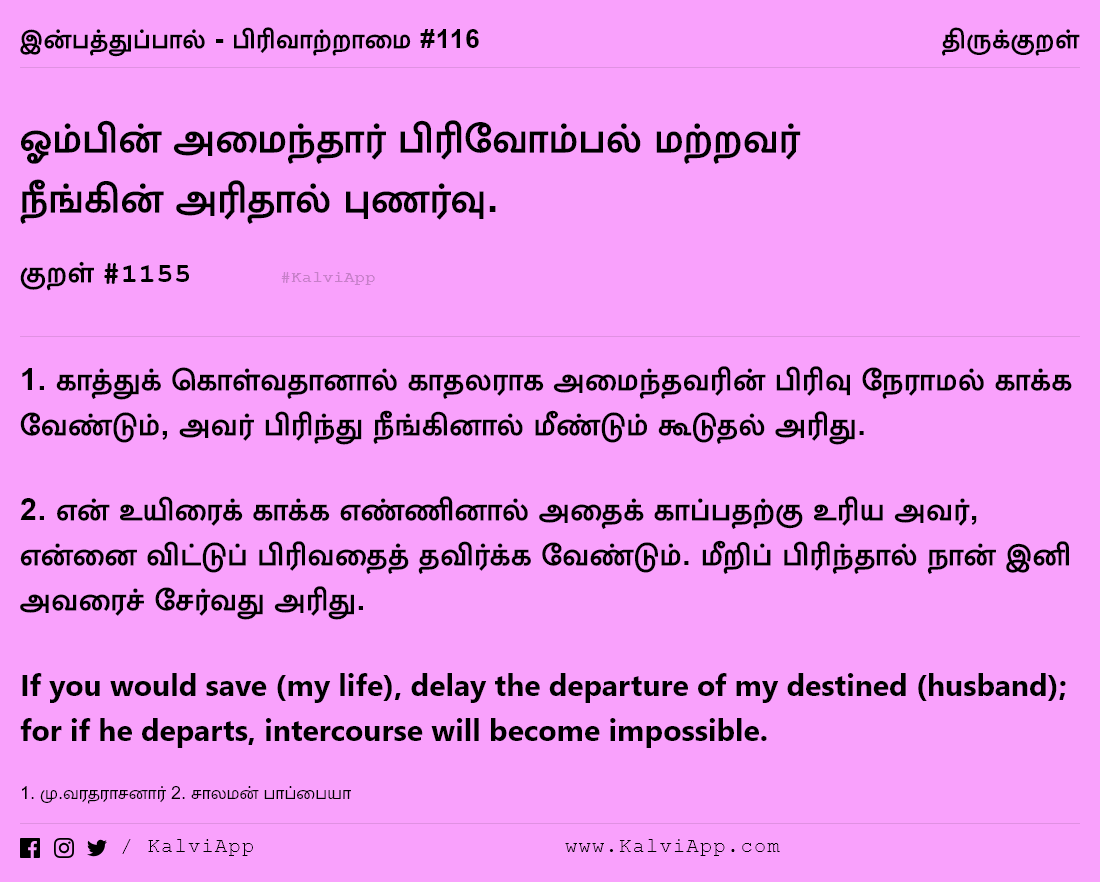 இன்பத்துப்பால் - பிரிவாற்றாமை #116
திருக்குறள்
ஓம்பின் அமைந்தார் பிரிவோம்பல் மற்றவர்
நீங்கின் அரிதால் புணர்வு.
குறள் #1155
#KalviApp
1. காத்துக் கொள்வதானால் காதலராக அமைந்தவரின் பிரிவு நேராமல் காக்க
வேண்டும், அவர் பிரிந்து நீங்கினால் மீண்டும் கூடுதல் அரிது.
2. என் உயிரைக் காக்க எண்ணினால் அதைக் காப்பதற்கு உரிய அவர்,
என்னை விட்டுப் பிரிவதைத் தவிர்க்க வேண்டும். மீறிப் பிரிந்தால் நான் இனி
அவரைச் சேர்வது அரிது.
If you would save (my life), delay the departure of my destined (husband);
for if he departs, intercourse will become impossible.
1. மு.வரதராசனார் 2. சாலமன் பாப்பையா
/ KalviApp
www.KalviApp.com